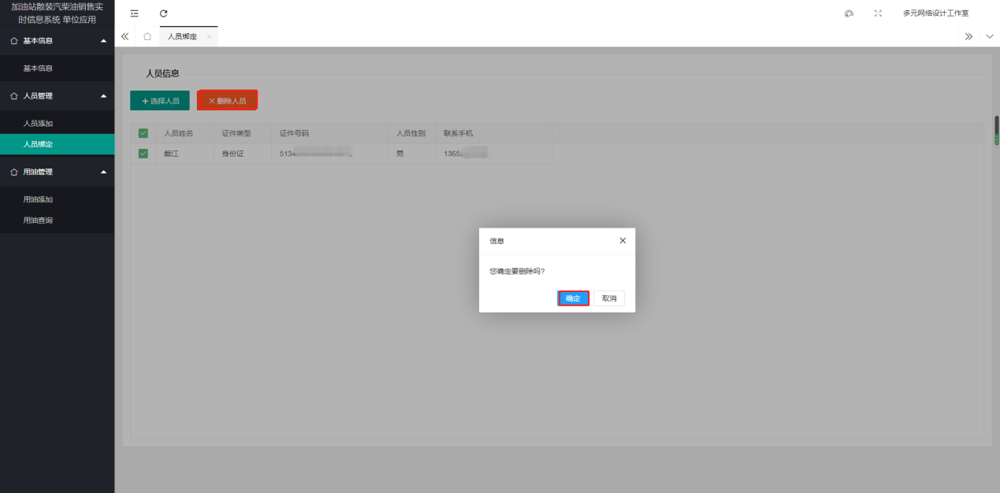 加油站散装汽柴油销售实
时信息系统 单位应用
多元网络设计工作室
基本信息
人员绑定
基本信息
人员管理
人员添加
人员绑定
用油管理
用油添加
用油查询
人员信息
选择人员
删除人员
人员姓名 证件类型 证件号码 人员性别 联系手机
戴江 身份证 5134 男 1365
信息
您确定要删除吗?
确定 取消